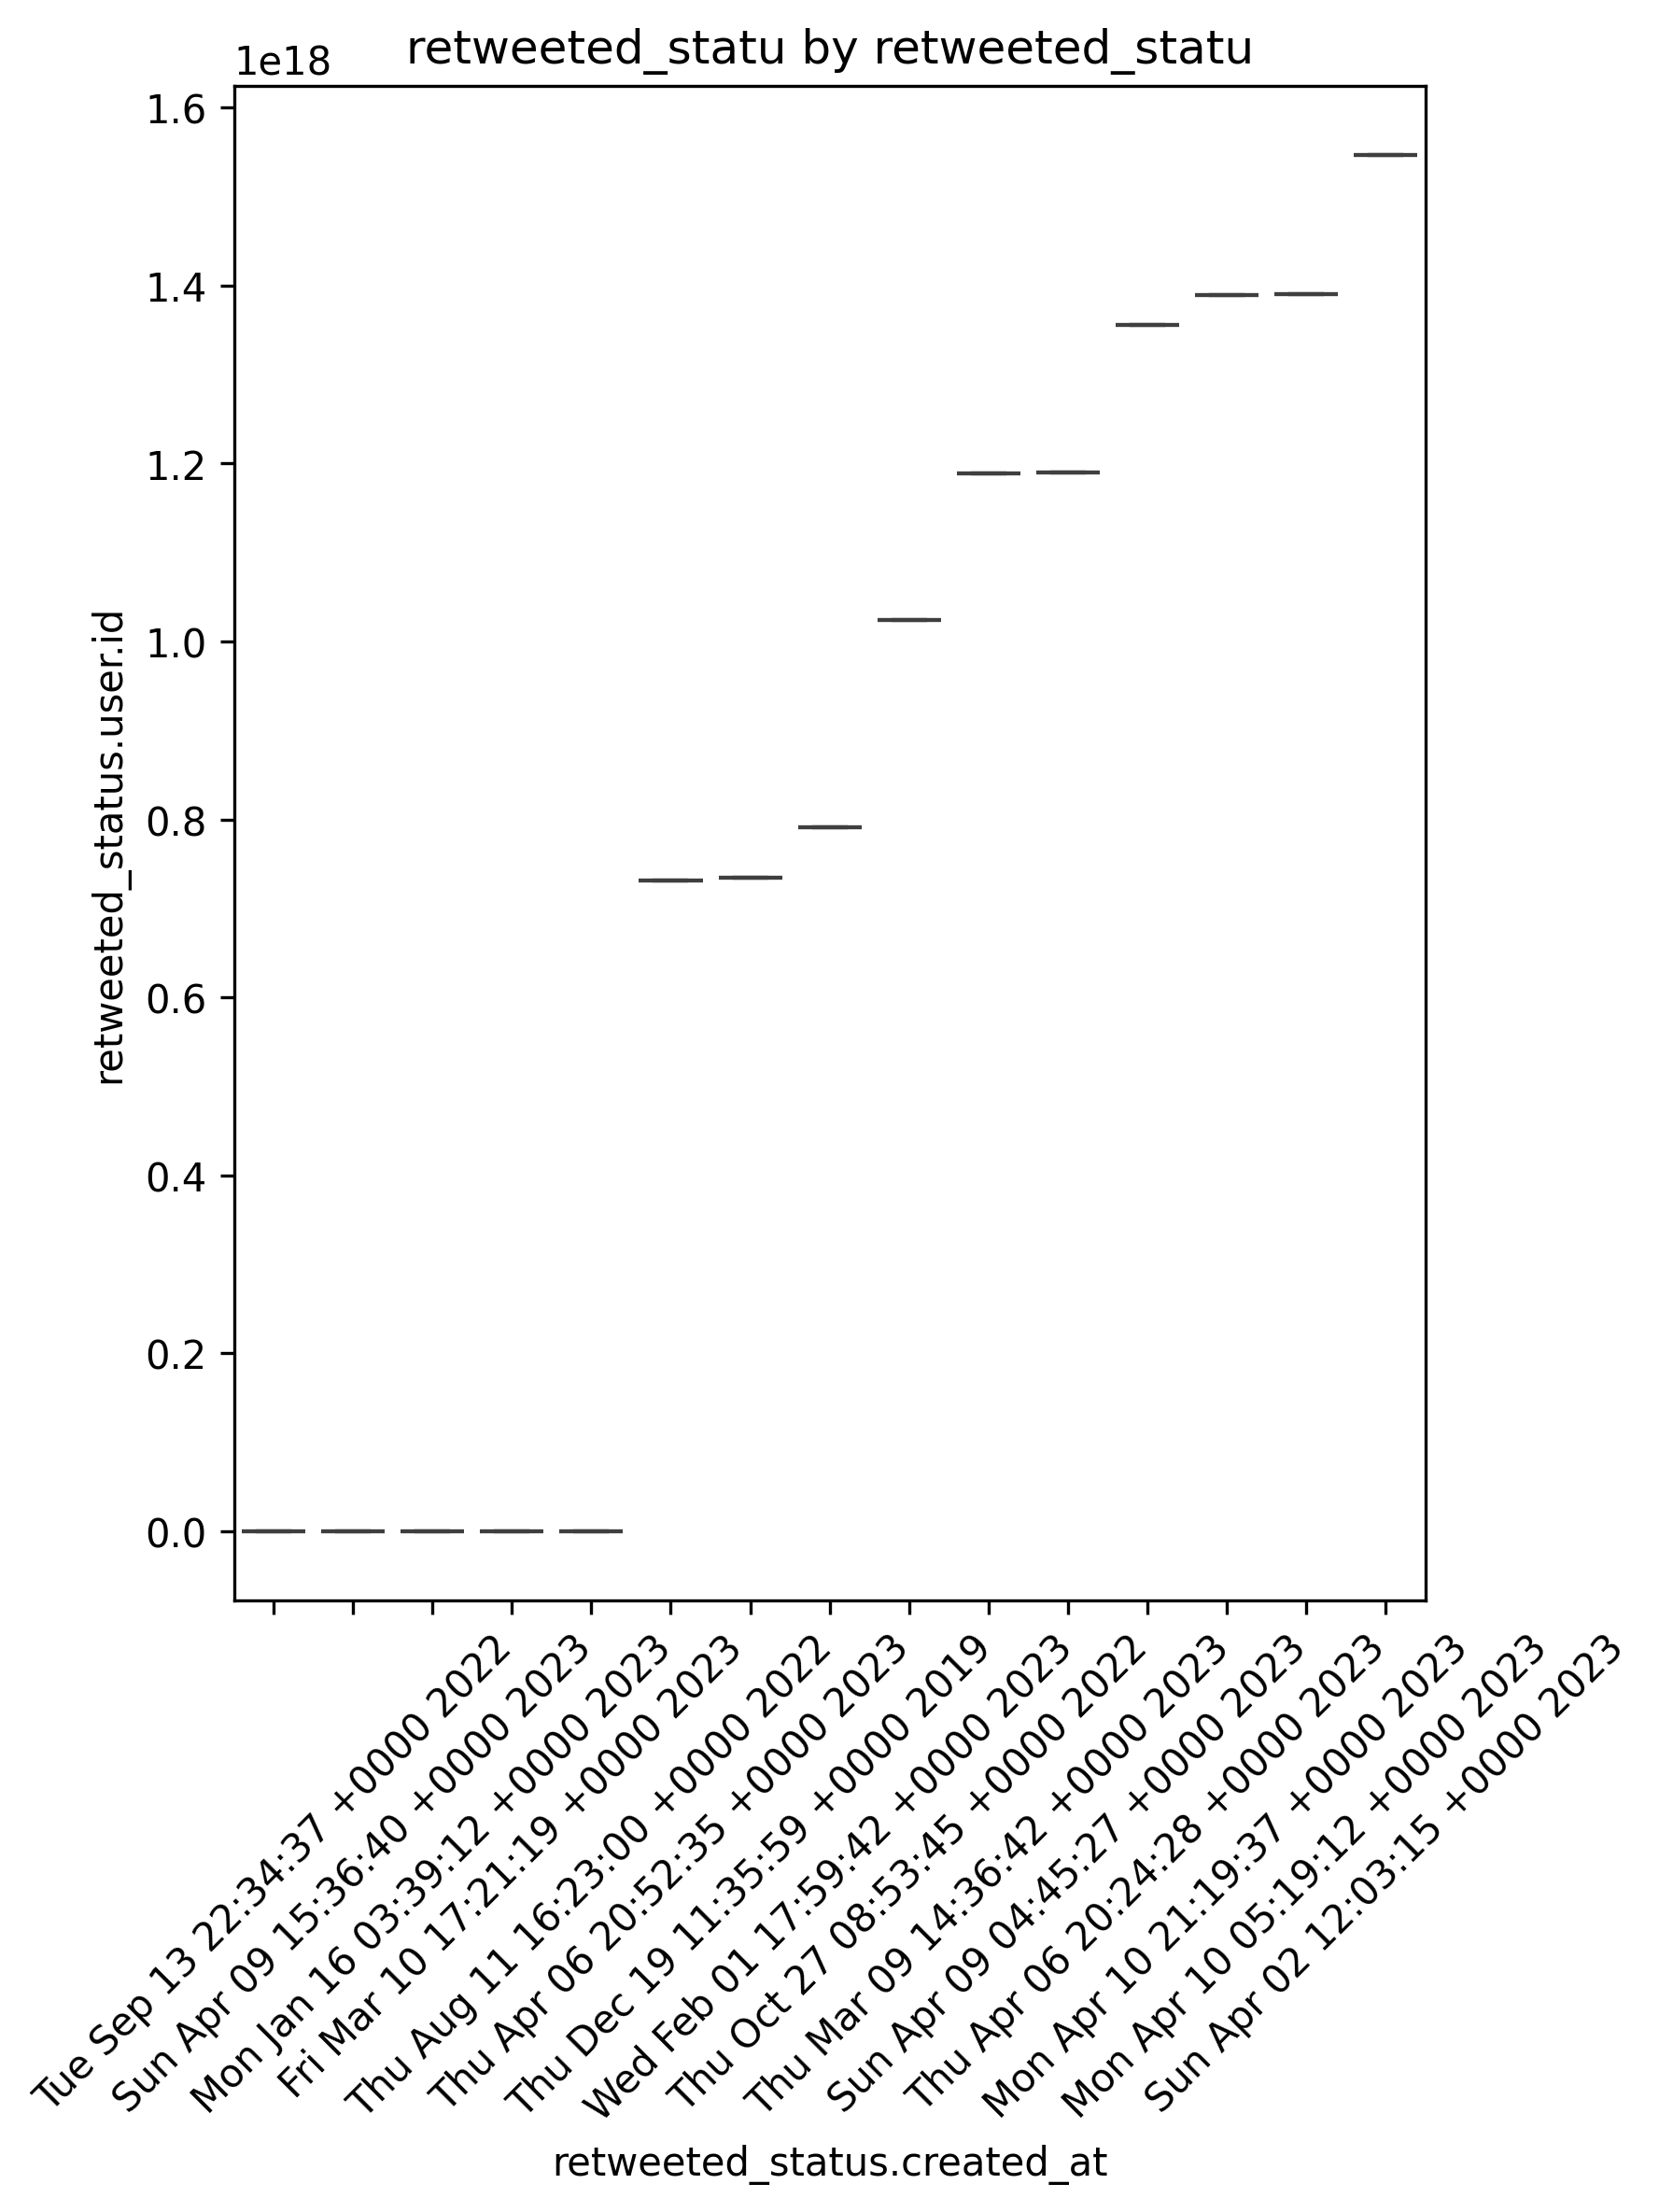 retweeted_statu by retweeted_statu
1e18
1.6
1.4
1.2
1.0
0.8
0.6
0.4
0.2
0.0
retweeted_status.user.id
Tue Sep 13 22:34:37 +0000 2022
Sun Apr 09 15:36:40 +0000 2023
Mon Jan 16 03:39:12 +0000 2023
Fri Mar 10 17:21:19 +0000 2023
Thu Aug 11 16:23:00 +0000 2022
Thu Apr 06 20:52:35 +0000 2023
Thu Dec 19 11:35:59 +0000 2019
Wed Feb 01 17:59:42 +0000 2023
Thu Oct 27 08:53:45 +0000 2022
Thu Mar 09 14:36:42 +0000 2023
Sun Apr 09 04:45:27 +0000 2023
Thu Apr 06 20:24:28 +0000 2023
Mon Apr 10 21:19:37 +0000 2023
Mon Apr 10 05:19:12 +0000 2023
Sun Apr 02 12:03:15 +0000 2023
retweeted_status.created_at